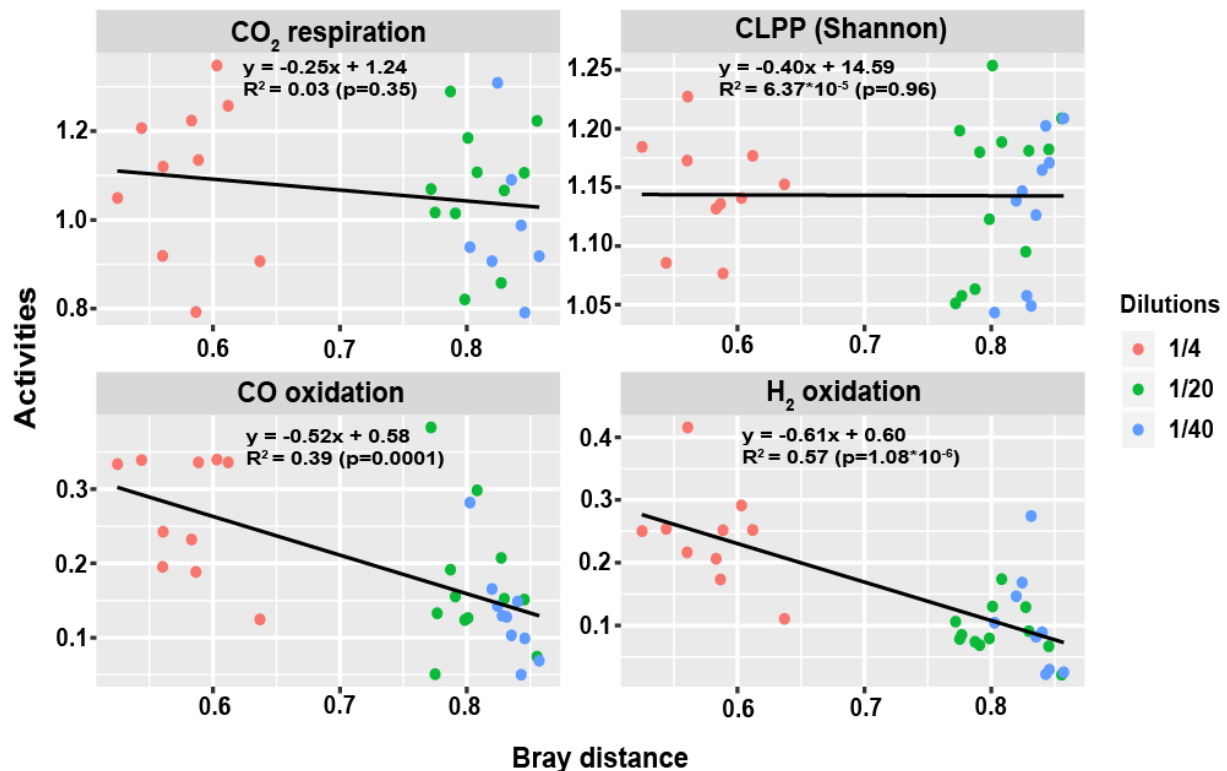 CO₂ respiration
y = -0.25x + 1.24
R² = 0.03 (p=0.35)
1.2
1.0
0.8
0.6 0.7 0.8
CLPP (Shannon)
y = -0.40x + 14.59
R² = 6.37*10⁻⁵ (p=0.96)
1.25
1.20
1.15
1.10
1.05
0.6 0.7 0.8
CO oxidation
y = -0.52x + 0.58
R² = 0.39 (p=0.0001)
0.3
0.2
0.1
0.6 0.7 0.8
H₂ oxidation
y = -0.61x + 0.60
R² = 0.57 (p=1.08*10⁻⁶)
0.4
0.3
0.2
0.1
0.6 0.7 0.8
Activities
Bray distance
Dilutions
1/4
1/20
1/40